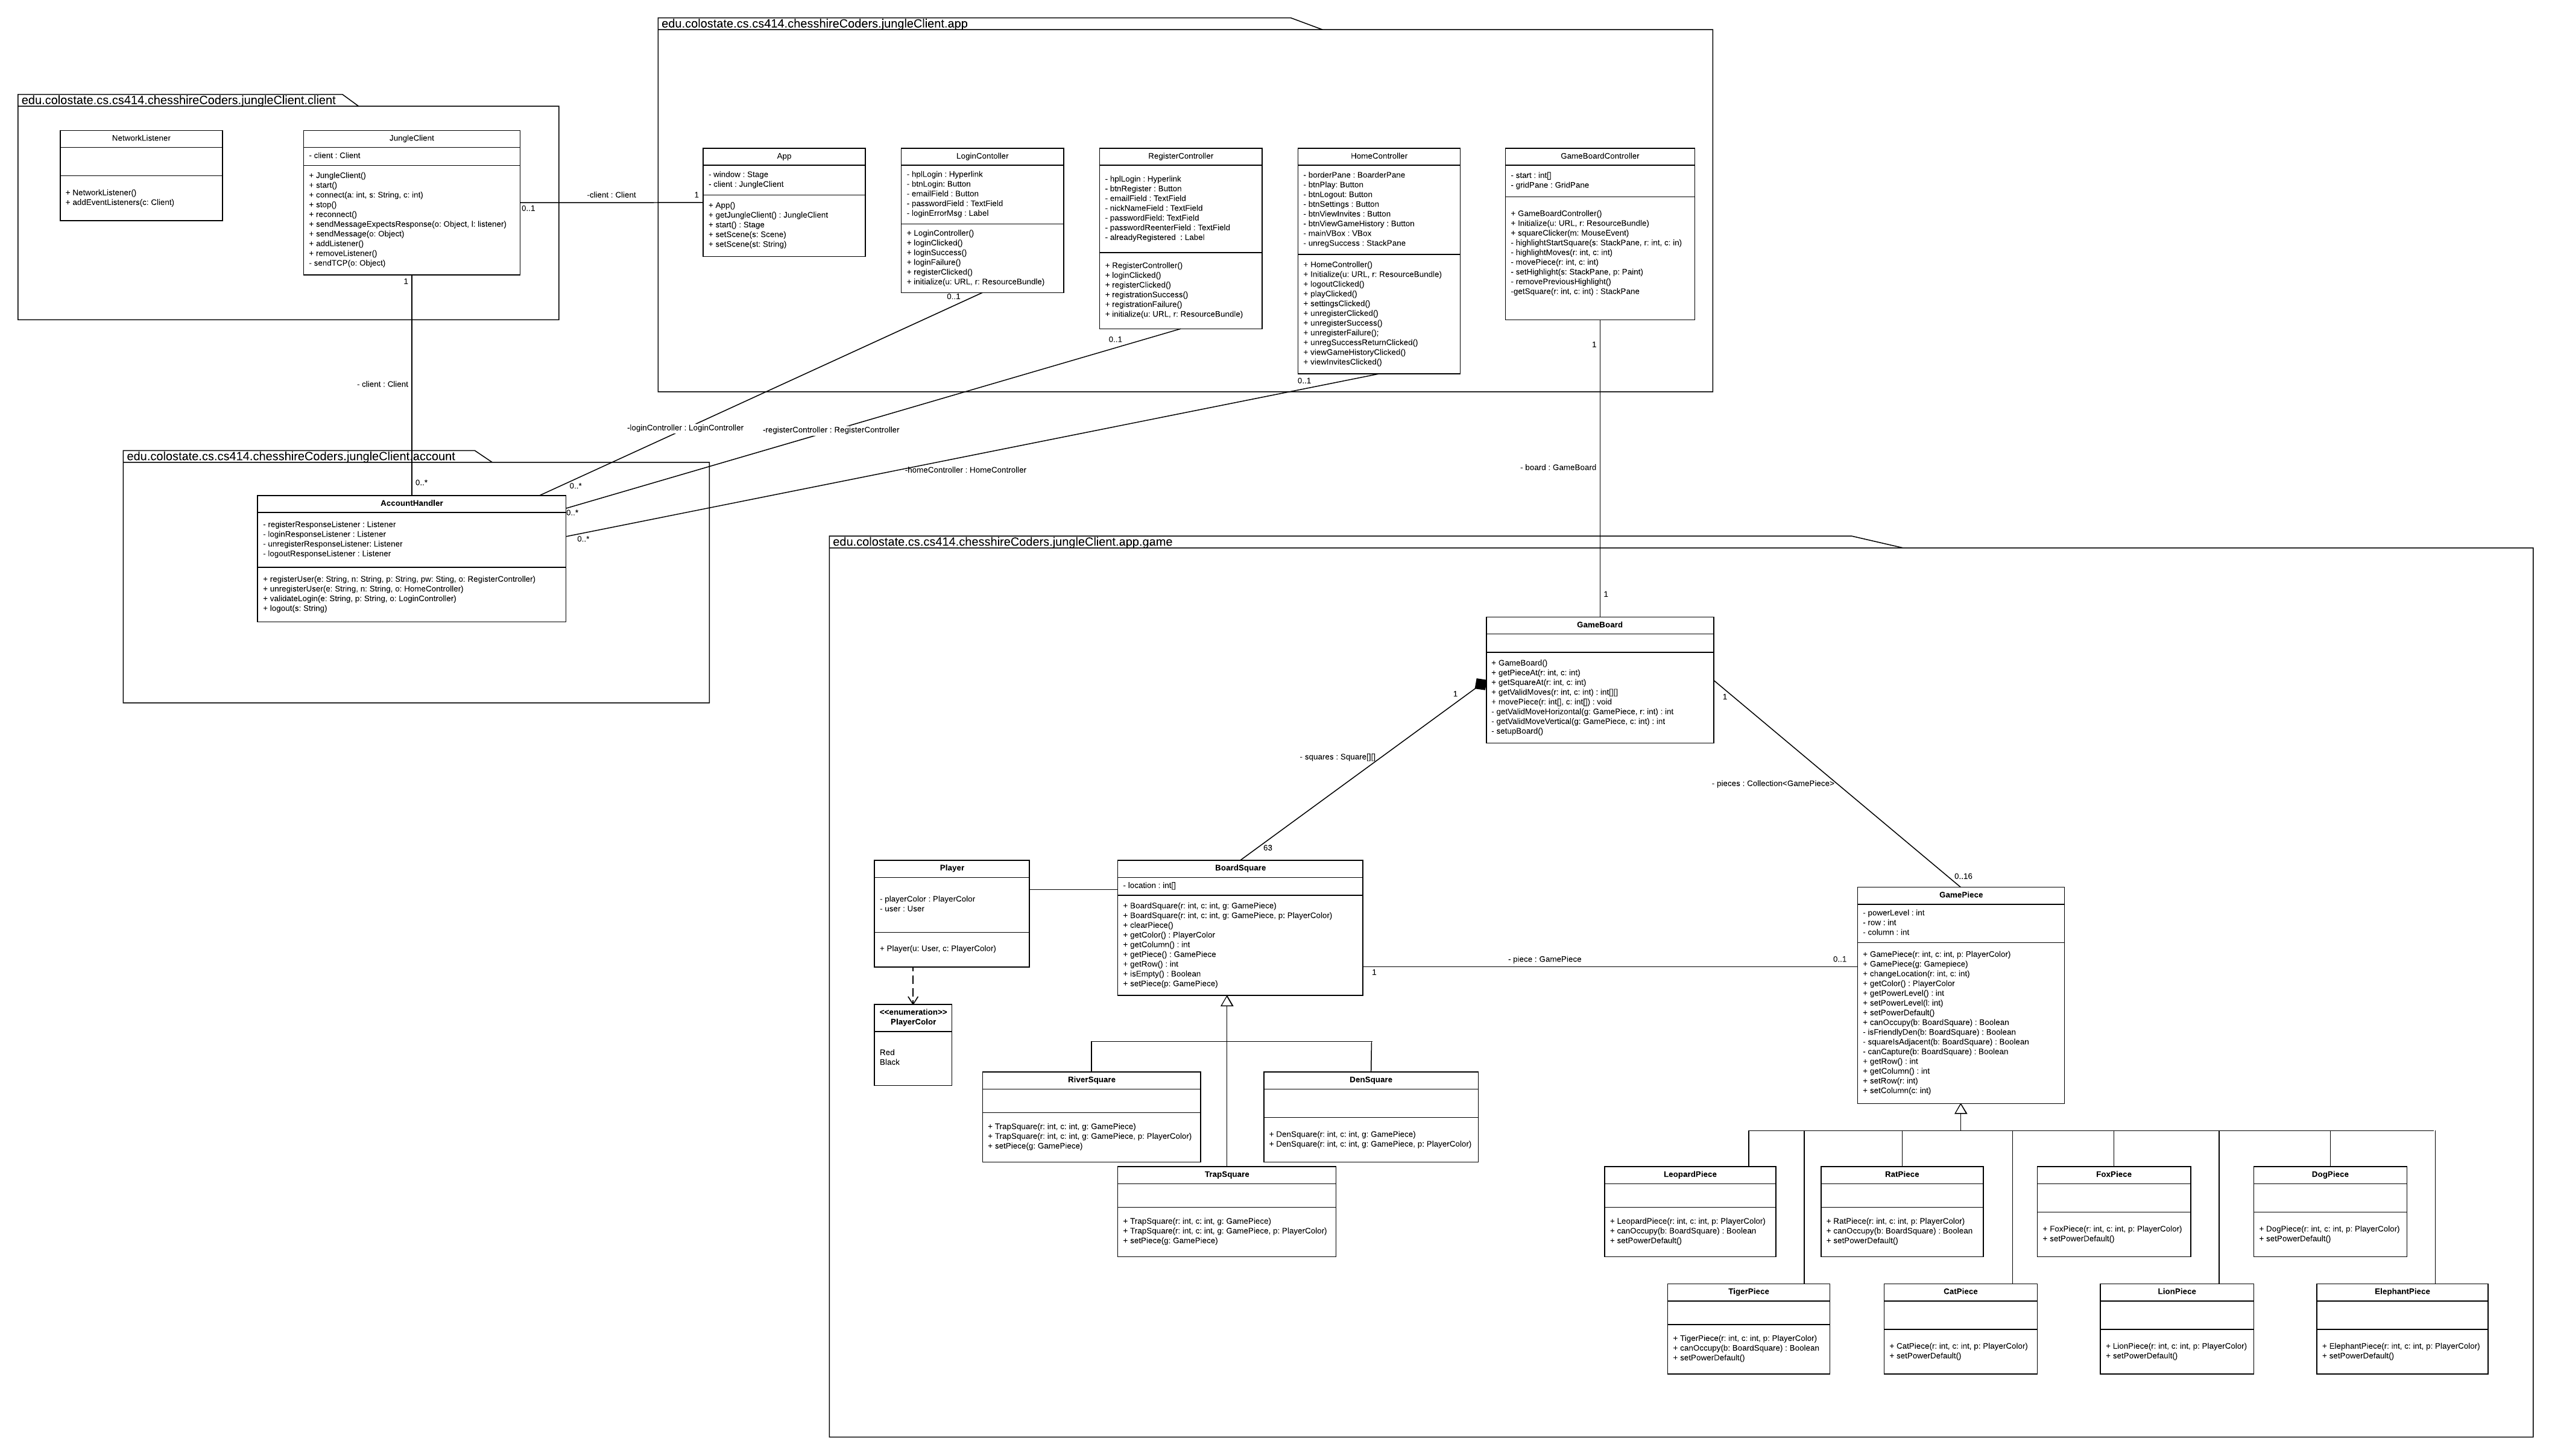 edu.colostate.cs.cs414.chesshireCoders.jungleClient.app
edu.colostate.cs.cs414.chesshireCoders.jungleClient.client
NetworkListener
+ NetworkListener()
+ addEventListeners(c: Client)
JungleClient
- client : Client
+ JungleClient()
+ start()
+ connect(a: int, s: String, c: int)
+ stop()
+ reconnect()
+ sendMessageExpectsResponse(o: Object, l: listener)
+ sendMessage(o: Object)
+ addListener()
+ removeListener()
- sendTCP(o: Object)
0..1
-client : Client
1
App
- window : Stage
- client : JungleClient
+ App()
+ getJungleClient() : JungleClient
+ start() : Stage
+ setScene(s: Scene)
+ setScene(st: String)
LoginContoller
- hplLogin : Hyperlink
- btnLogin: Button
- emailField : Button
- passwordField : TextField
- loginErrorMsg : Label
+ LoginController()
+ loginClicked()
+ loginSuccess()
+ loginFailure()
+ registerClicked()
+ initialize(u: URL, r: ResourceBundle)
0..1
RegisterController
- hplLogin : Hyperlink
- btnRegister : Button
- emailField : TextField
- nickNameField : TextField
- passwordField: TextField
- passwordReenterField : TextField
- alreadyRegistered : Label
+ RegisterController()
+ loginClicked()
+ registerClicked()
+ registrationSuccess()
+ registrationFailure()
+ initialize(u: URL, r: ResourceBundle)
0..1
HomeController
- borderPane : BoarderPane
- btnPlay: Button
- btnLogout: Button
- btnSettings : Button
- btnViewInvites : Button
- btnViewGameHistory : Button
- mainVBox : VBox
- unregSuccess : StackPane
+ HomeController()
+ Initialize(u: URL, r: ResourceBundle)
+ logoutClicked()
+ playClicked()
+ settingsClicked()
+ unregisterClicked()
+ unregisterSuccess()
+ unregisterFailure();
+ unregSuccessReturnClicked()
+ viewGameHistoryClicked()
+ viewInvitesClicked()
0..1
GameBoardController
- start : int[]
- gridPane : GridPane
+ GameBoardController()
+ Initialize(u: URL, r: ResourceBundle)
+ squareClicker(m: MouseEvent)
- highlightStartSquare(s: StackPane, r: int, c: in)
- highlightMoves(r: int, c: int)
- movePiece(r: int, c: int)
- setHighlight(s: StackPane, p: Paint)
- removePreviousHighlight()
-getSquare(r: int, c: int) : StackPane
1
1
- client : Client
-loginController : LoginController
-registerController : RegisterController
-homeController : HomeController
- board : GameBoard
edu.colostate.cs.cs414.chesshireCoders.jungleClient.account
0..*
0..*
0..*
0..*
AccountHandler
- registerResponseListener : Listener
- loginResponseListener : Listener
- unregisterResponseListener: Listener
- logoutResponseListener : Listener
+ registerUser(e: String, n: String, p: String, pw: Sting, o: RegisterController)
+ unregisterUser(e: String, n: String, o: HomeController)
+ validateLogin(e: String, p: String, o: LoginController)
+ logout(s: String)
edu.colostate.cs.cs414.chesshireCoders.jungleClient.app.game
1
GameBoard
+ GameBoard()
+ getPieceAt(r: int, c: int)
+ getSquareAt(r: int, c: int)
+ getValidMoves(r: int, c: int) : int[][]
+ movePiece(r: int[], c: int[]) : void
- getValidMoveHorizontal(g: GamePiece, r: int) : int
- getValidMoveVertical(g: GamePiece, c: int) : int
- setupBoard()
1
1
- squares : Square[][]
- pieces : Collection<GamePiece>
63
0..16
Player
- playerColor : PlayerColor
- user : User
+ Player(u: User, c: PlayerColor)
<<enumeration>>
PlayerColor
Red
Black
BoardSquare
- location : int[]
+ BoardSquare(r: int, c: int, g: GamePiece)
+ BoardSquare(r: int, c: int, g: GamePiece, p: PlayerColor)
+ clearPiece()
+ getColor() : PlayerColor
+ getColumn() : int
+ getPiece() : GamePiece
+ getRow() : int
+ isEmpty() : Boolean
+ setPiece(p: GamePiece)
1
- piece : GamePiece
0..1
GamePiece
- powerLevel : int
- row : int
- column : int
+ GamePiece(r: int, c: int, p: PlayerColor)
+ GamePiece(g: Gamepiece)
+ changeLocation(r: int, c: int)
+ getColor() : PlayerColor
+ getPowerLevel() : int
+ setPowerLevel(l: int)
+ setPowerDefault()
+ canOccupy(b: BoardSquare) : Boolean
- isFriendlyDen(b: BoardSquare) : Boolean
- squareIsAdjacent(b: BoardSquare) : Boolean
- canCapture(b: BoardSquare) : Boolean
+ getRow() : int
+ getColumn() : int
+ setRow(r: int)
+ setColumn(c: int)
RiverSquare
+ TrapSquare(r: int, c: int, g: GamePiece)
+ TrapSquare(r: int, c: int, g: GamePiece, p: PlayerColor)
+ setPiece(g: GamePiece)
DenSquare
+ DenSquare(r: int, c: int, g: GamePiece)
+ DenSquare(r: int, c: int, g: GamePiece, p: PlayerColor)
TrapSquare
+ TrapSquare(r: int, c: int, g: GamePiece)
+ TrapSquare(r: int, c: int, g: GamePiece, p: PlayerColor)
+ setPiece(g: GamePiece)
LeopardPiece
+ LeopardPiece(r: int, c: int, p: PlayerColor)
+ canOccupy(b: BoardSquare) : Boolean
+ setPowerDefault()
RatPiece
+ RatPiece(r: int, c: int, p: PlayerColor)
+ canOccupy(b: BoardSquare) : Boolean
+ setPowerDefault()
FoxPiece
+ FoxPiece(r: int, c: int, p: PlayerColor)
+ setPowerDefault()
DogPiece
+ DogPiece(r: int, c: int, p: PlayerColor)
+ setPowerDefault()
TigerPiece
+ TigerPiece(r: int, c: int, p: PlayerColor)
+ canOccupy(b: BoardSquare) : Boolean
+ setPowerDefault()
CatPiece
+ CatPiece(r: int, c: int, p: PlayerColor)
+ setPowerDefault()
LionPiece
+ LionPiece(r: int, c: int, p: PlayerColor)
+ setPowerDefault()
ElephantPiece
+ ElephantPiece(r: int, c: int, p: PlayerColor)
+ setPowerDefault()